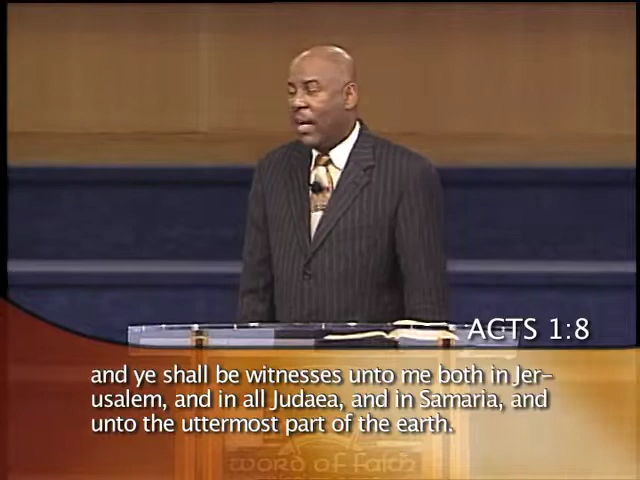 ACTS 1:8
and ye shall be witnesses unto me both in Jer-
usalem, and in all Judaea, and in Samaria, and
unto the uttermost part of the earth.
word of faith